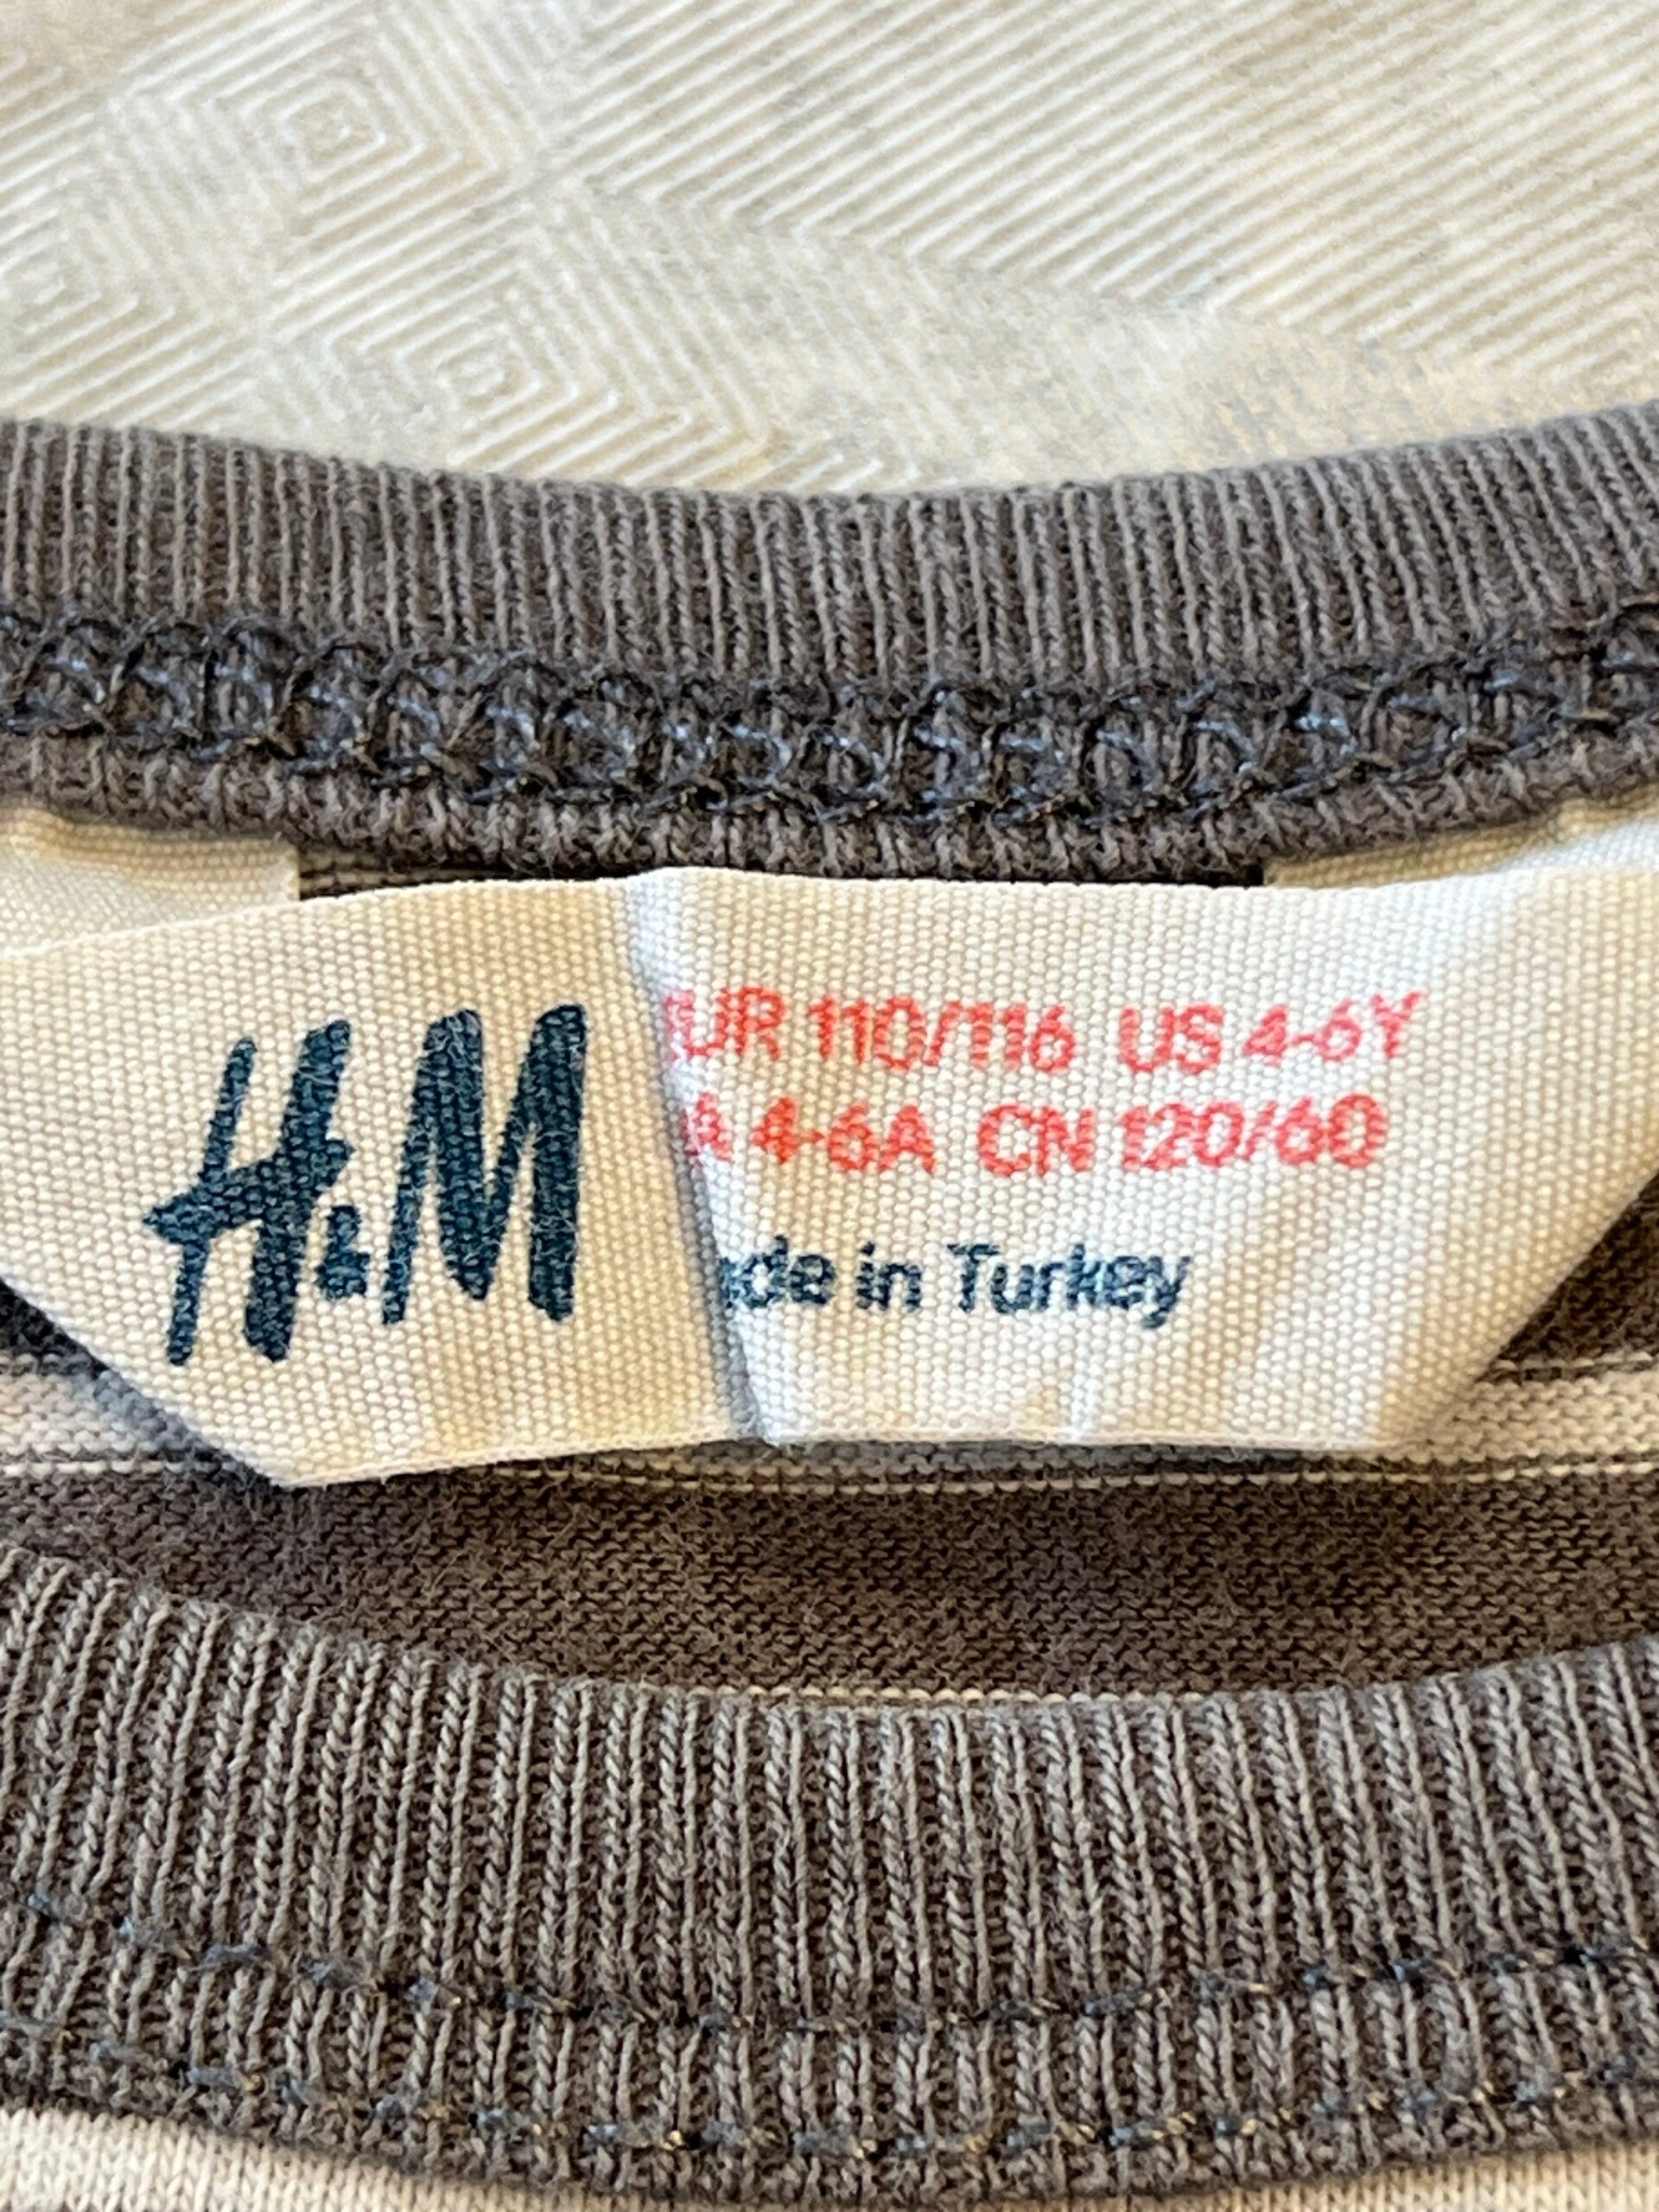 H&M
UR 110/116 US 4-6Y
A 4-6A CN 120/60
de in Turkey